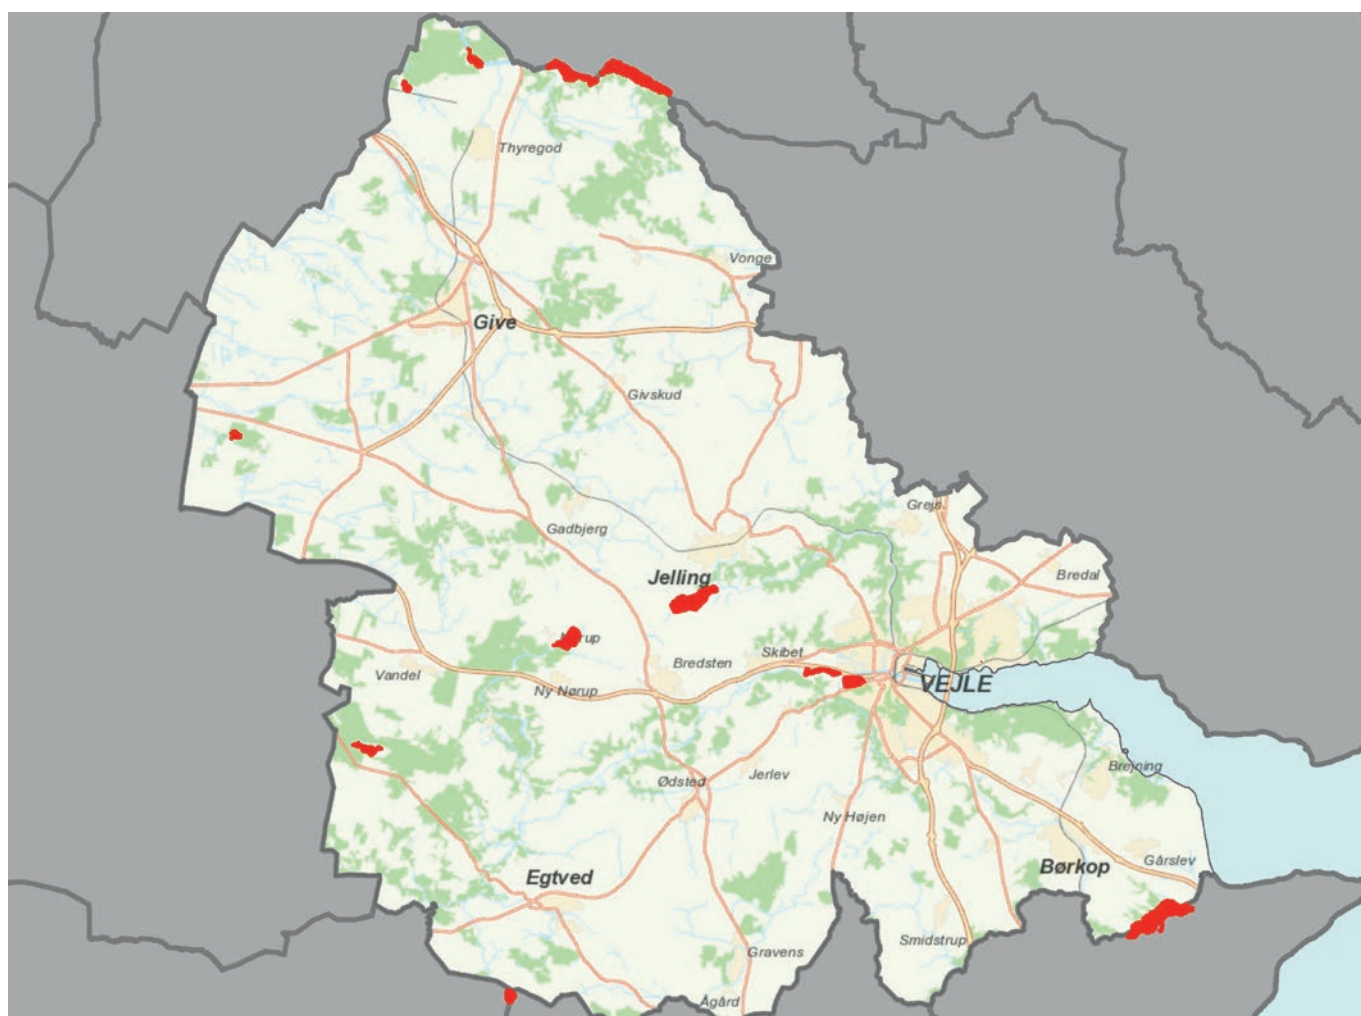 Thyregod
Vonge
Give
Givskud
Grejs
Gadbjerg
Jelling
Bredal
Skibet
Bredsten
Vandel
Ny Nørup
VEJLE
Brejning
Ødsted
Jerlev
Ny Højen
Gårslev
Børkop
Egtved
Smidstrup
Gravens
Ågård